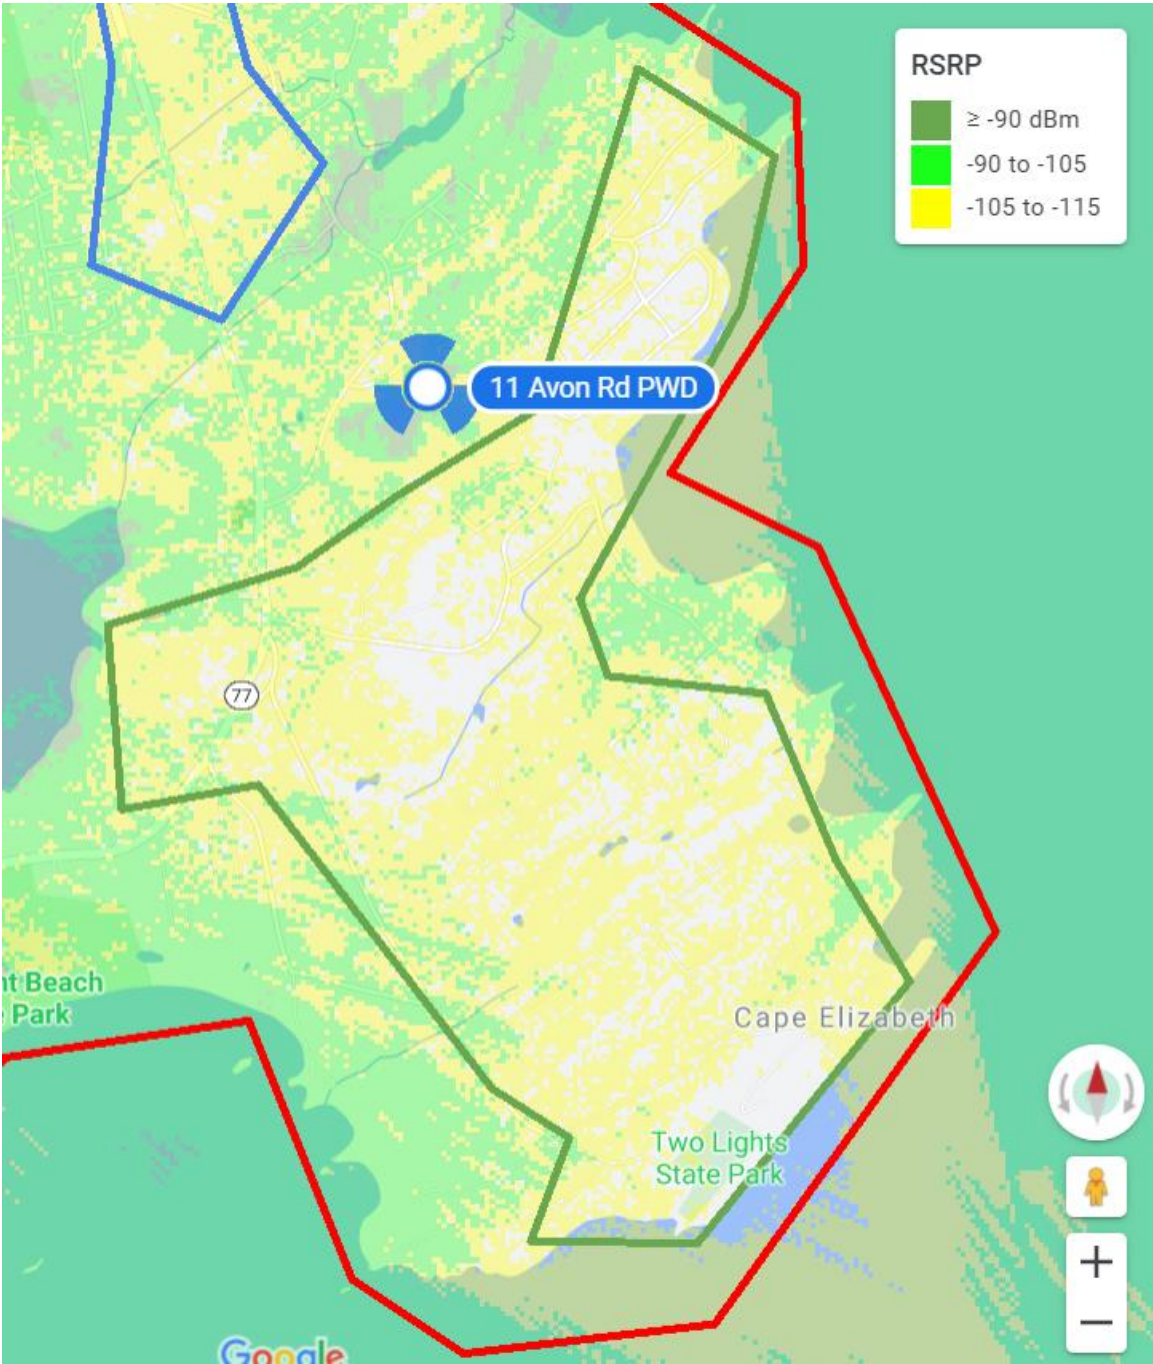 RSRP
≥ -90 dBm
-90 to -105
-105 to -115
11 Avon Rd PWD
77
nt Beach
Park
Cape Elizabeth
Two Lights
State Park
Google